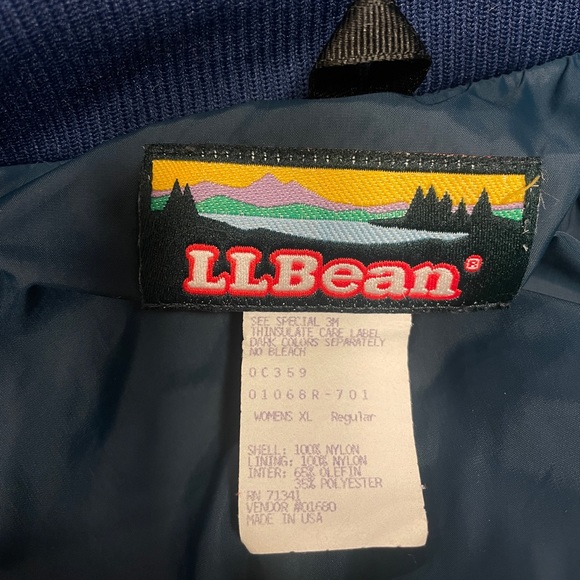 LLBean®
SEE SPECIAL 3M
THINSULATE CARE LABEL
DARK COLORS SEPARATELY
NO BLEACH
0C359
01068R-701
WOMENS XL Regular
SHELL: 100% NYLON
LINING: 100% NYLON
INTER: 65% OLEFIN
35% POLYESTER
RN 71341
VENDOR #01680
MADE IN USA